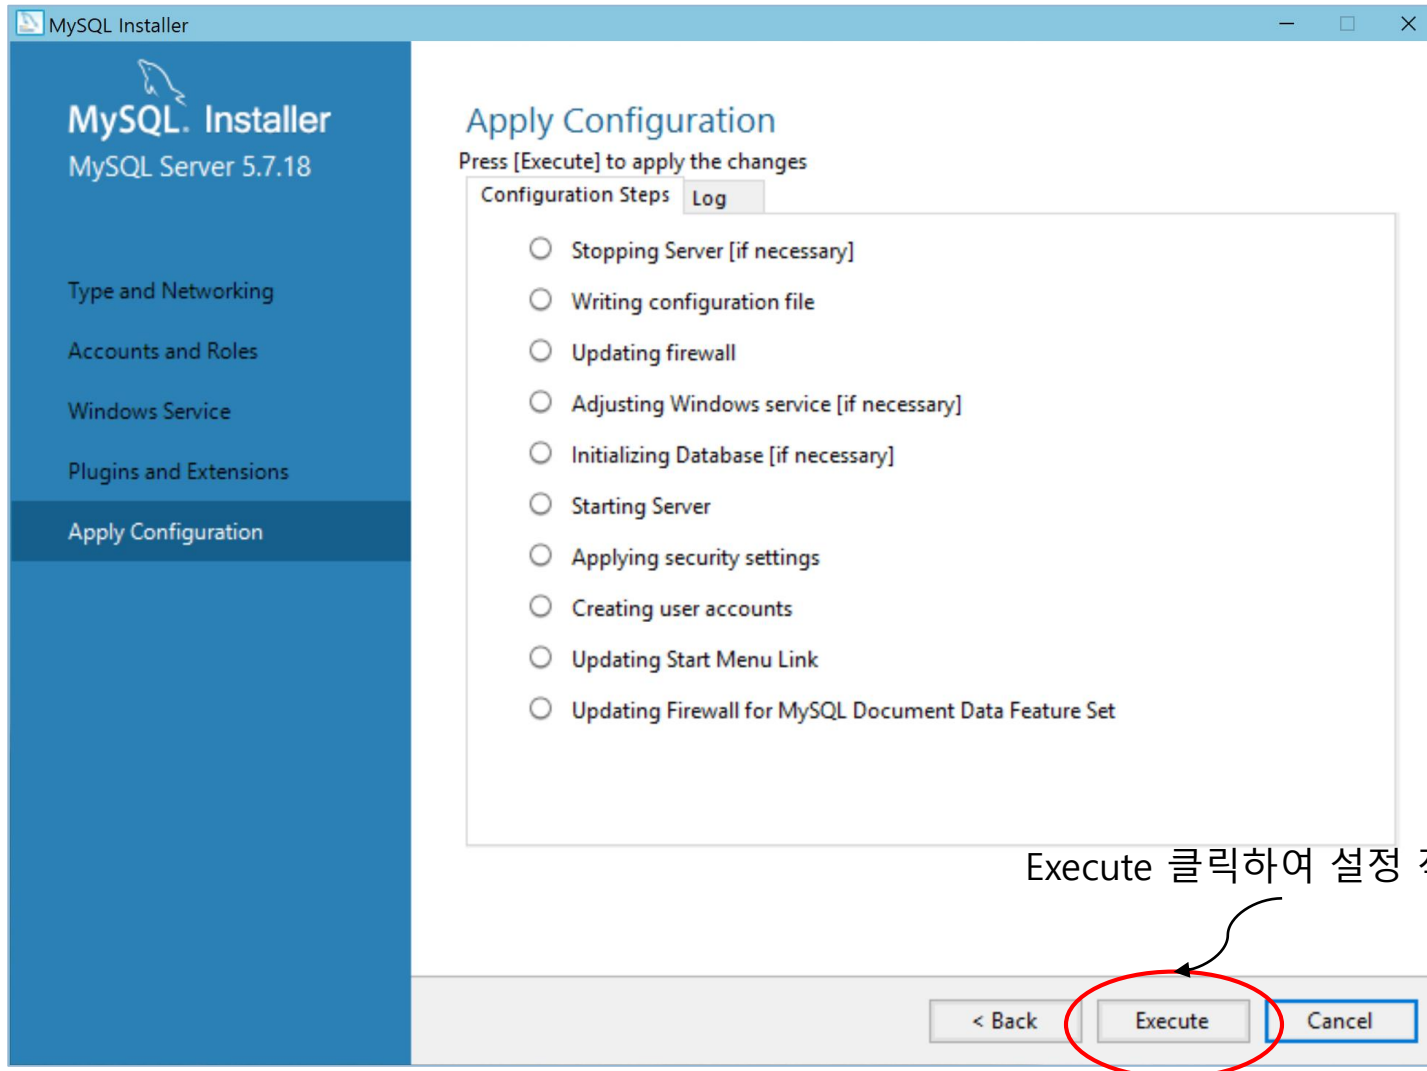 MySQL Installer
MySQL. Installer
MySQL Server 5.7.18
Type and Networking
Accounts and Roles
Windows Service
Plugins and Extensions
Apply Configuration
Apply Configuration
Press [Execute] to apply the changes
Configuration Steps Log
Stopping Server [if necessary]
Writing configuration file
Updating firewall
Adjusting Windows service [if necessary]
Initializing Database [if necessary]
Starting Server
Applying security settings
Creating user accounts
Updating Start Menu Link
Updating Firewall for MySQL Document Data Feature Set
Execute 클릭하여 설정
< Back Execute Cancel